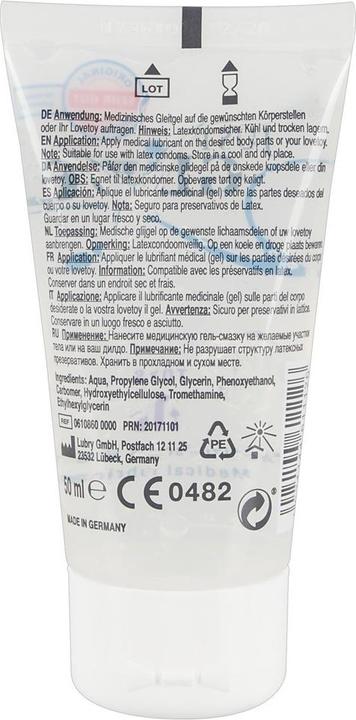 LOT
DE Anwendung: Medizinisches Gleitgel auf die gewünschten Körperstellen
oder Ihr Lovetoy auftragen. Hinweis: Latexkondomsicher. Kühl und trocken lagern.
EN Application: Apply medical lubricant on the desired body parts or your lovetoy.
Note: Suitable for use with latex condoms. Store in a cool and dry place.
DA Anvendelse: Påfør den medicinske glidegel på de ønskede kropsdele eller din
lovetoy. OBS: Egnet til latexkondomer. Opbevares tørt og køligt.
ES Aplicación: Aplique el lubricante medicinal (gel) sobre las partes deseadas del
cuerpo o su lovetoy. Nota: Seguro para preservativos de Latex.
Guardar en un lugar fresco y seco.
NL Toepassing: Medische glijgel op de gewenste lichaamsdelen of uw lovetoy
aanbrengen. Opmerking: Latexcondoomveilig. Op een koele en droge plaats bewaren.
FR Application: Appliquer le lubrifiant médical (gel) sur les parties désirées du corps
ou votre lovetoy. Information: Compatible avec les préservatifs en latex.
Conserver dans un endroit sec et frais.
IT Applicazione: Applicare il lubrificante medicinale (gel) sulle parti del corpo
desiderate o la vostra lovetoy il gel. Avvertenza: Sicuro per preservativi in lattice.
Conservare in un luogo fresco e asciutto.
RU Применение: Нанесите медицинскую гель-смазку на желаемые участки
тела или на ваш дилдо. Примечание: Не разрушает структуру латексных
презервативов. Хранить в прохладном и сухом месте.
Ingredients: Aqua, Propylene Glycol, Glycerin, Phenoxyethanol,
Carbomer, Hydroxyethylcellulose, Tromethamine,
Ethylhexylglycerin
REF 0610860 0000 PRN: 20171101
Lubry GmbH, Postfach 12 11 25
23532 Lübeck, Germany
PE
50 ml e CE 0482
MADE IN GERMANY